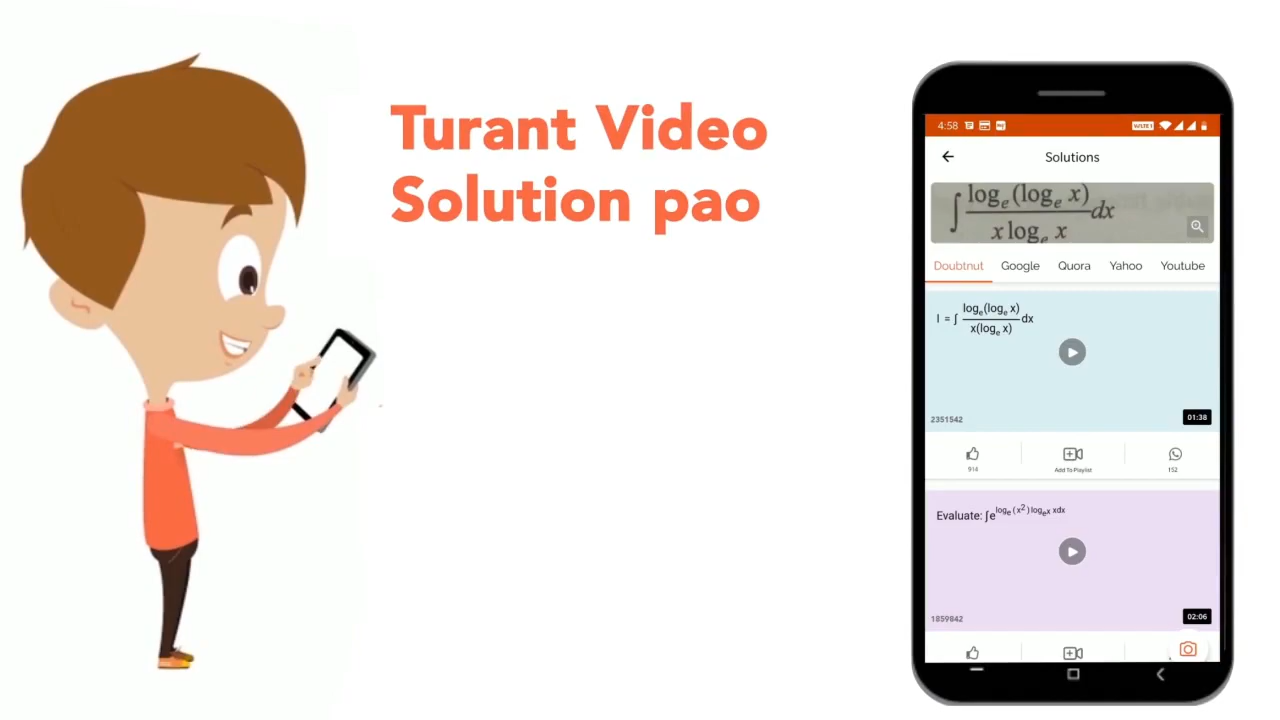 Turant Video
Solution pao
4:58
VoLTE1
Solutions
∫ logₑ(logₑ x) / x logₑ x dx
Doubtnut Google Quora Yahoo Youtube
I = ∫ logₑ(logₑ x) / x(logₑ x) dx
2351542 01:38
914 Add To Playlist 152
Evaluate: ∫e^logₑ(x²)logₑx xdx
1859842 02:06